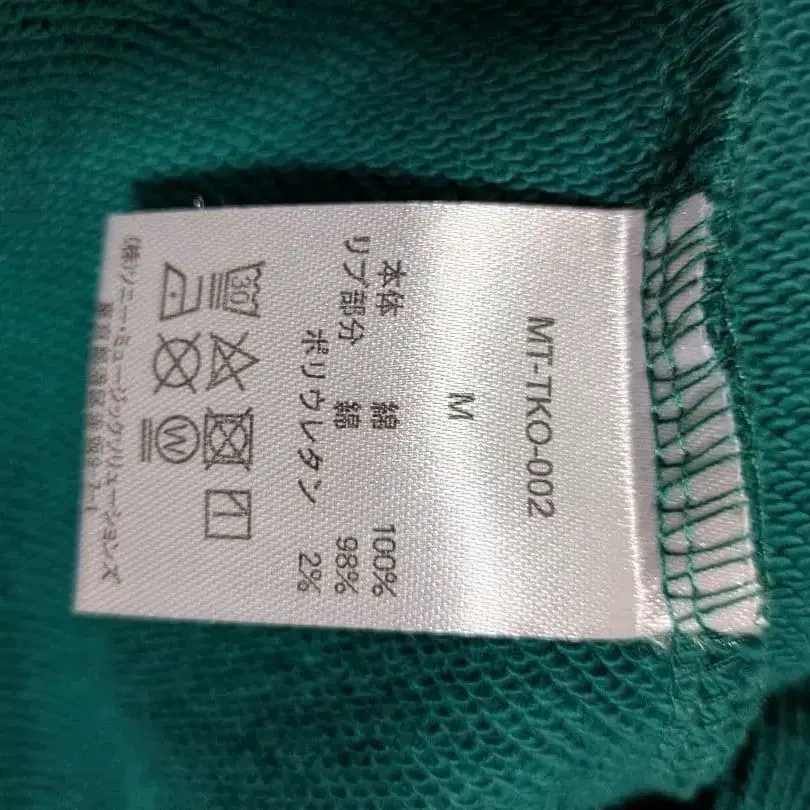 MT-TKO-002
M
本体 綿 100%
リブ部分 綿 98%
ポリウレタン 2%
30
W
(株)ソニー・ミュージックソリューションズ